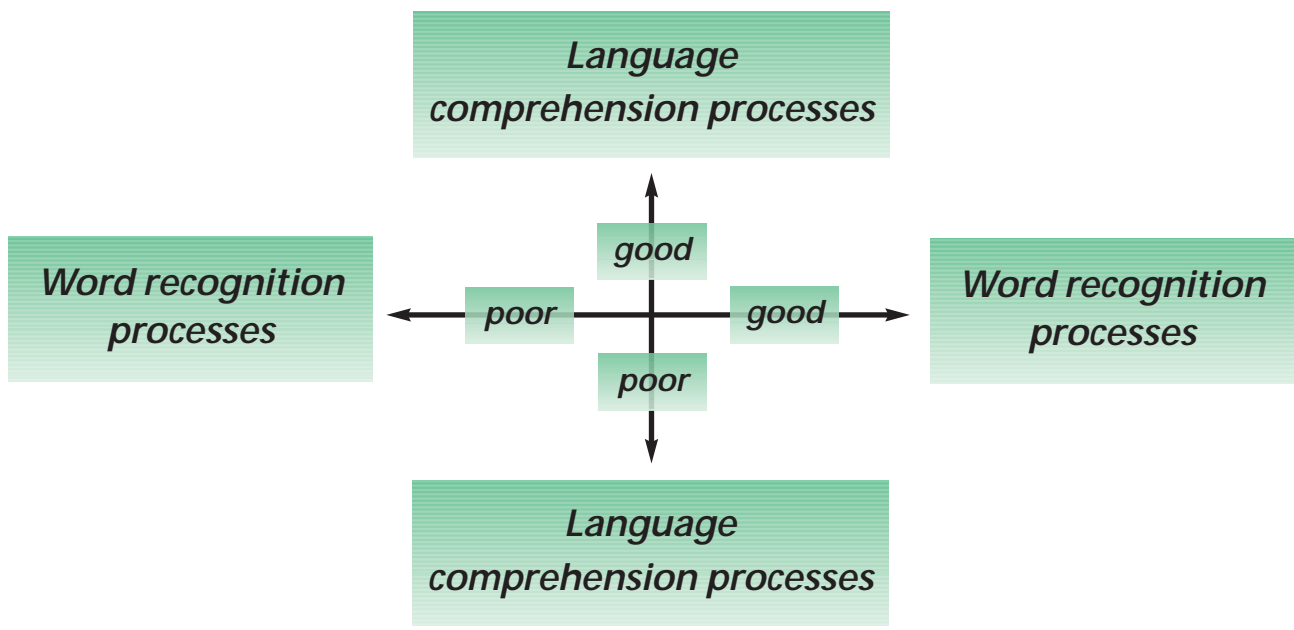 Language
comprehension processes
good
Word recognition
processes
poor
good
Word recognition
processes
poor
Language
comprehension processes